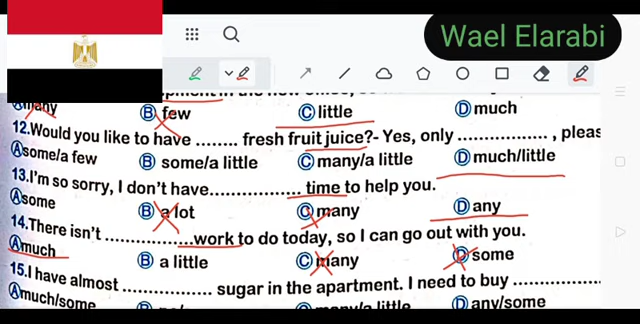 Wael Elarabi
many B few C little D much
12.Would you like to have ........ fresh fruit juice?- Yes, only ................ , pleas
A some/a few B some/a little C many/a little D much/little
13.I'm so sorry, I don't have.................... time to help you.
A some B a lot C many D any
14.There isn't ....................work to do today, so I can go out with you.
A much B a little C many D some
15.I have almost .................... sugar in the apartment. I need to buy ....................
A much/some D any/some